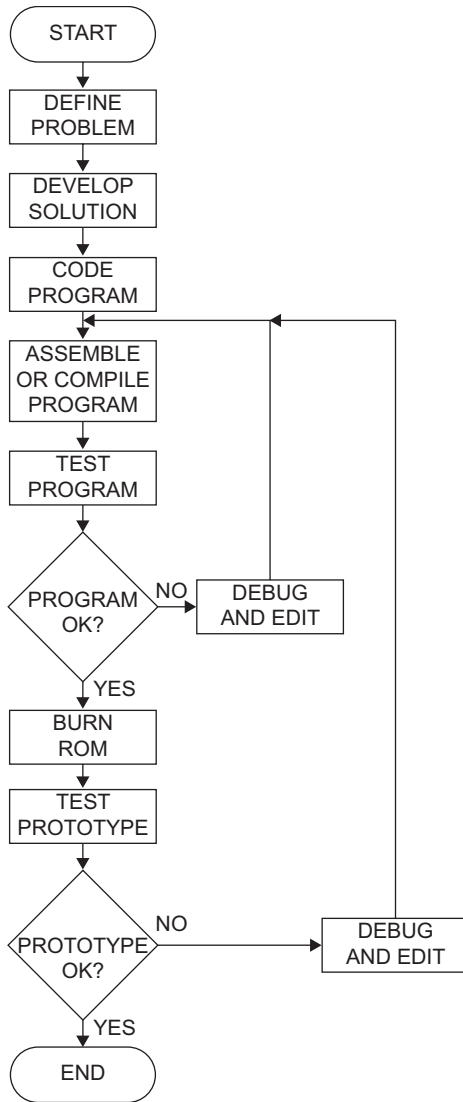 START
DEFINE
PROBLEM
DEVELOP
SOLUTION
CODE
PROGRAM
ASSEMBLE
OR COMPILE
PROGRAM
TEST
PROGRAM
PROGRAM
OK?
NO
DEBUG
AND EDIT
YES
BURN
ROM
TEST
PROTOTYPE
PROTOTYPE
OK?
NO
DEBUG
AND EDIT
YES
END